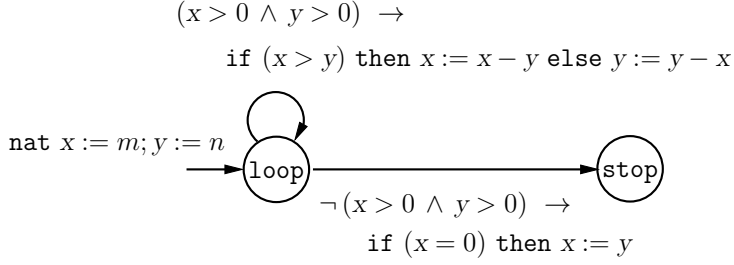 (x > 0 ∧ y > 0) →
if (x > y) then x := x − y else y := y − x
nat x := m; y := n
loop
stop
¬ (x > 0 ∧ y > 0) →
if (x = 0) then x := y